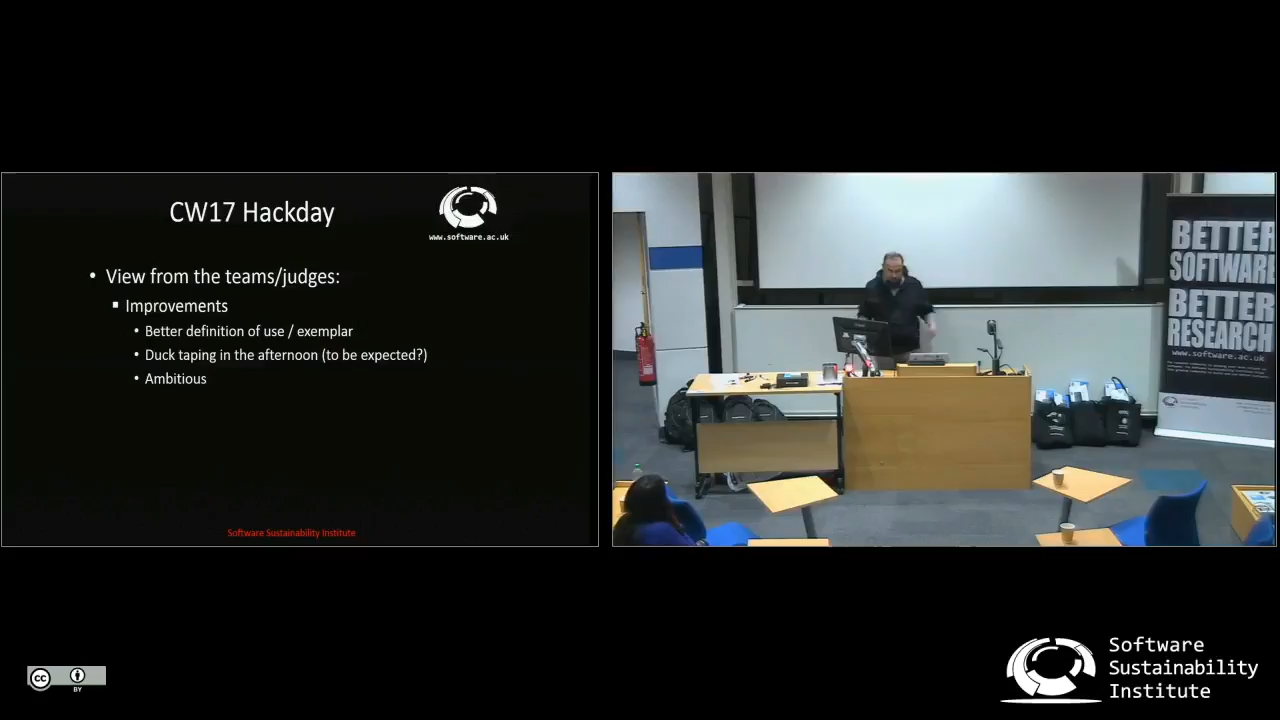 CW17 Hackday
www.software.ac.uk
• View from the teams/judges:
▪ Improvements
• Better definition of use / exemplar
• Duck taping in the afternoon (to be expected?)
• Ambitious
Software Sustainability Institute
BETTER
SOFTWARE
BETTER
RESEARCH
www.software.ac.uk
cc
BY
Software
Sustainability
Institute